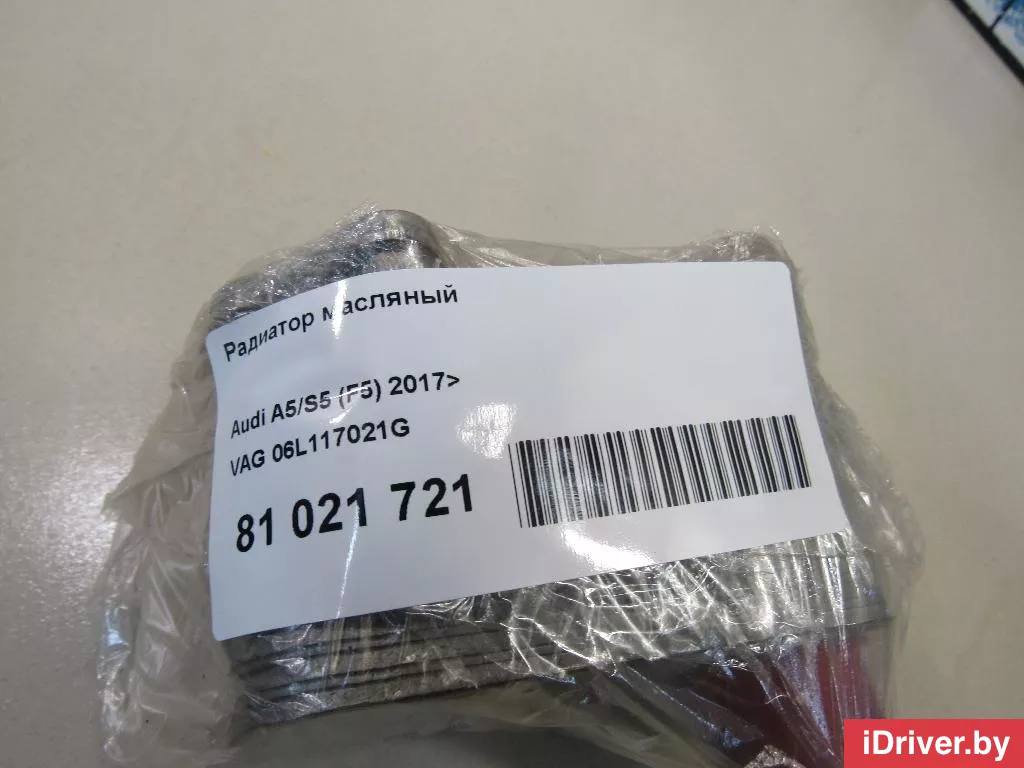 Радиатор масляный
Audi A5/S5 (F5) 2017>
VAG 06L117021G
81 021 721
iDriver.by